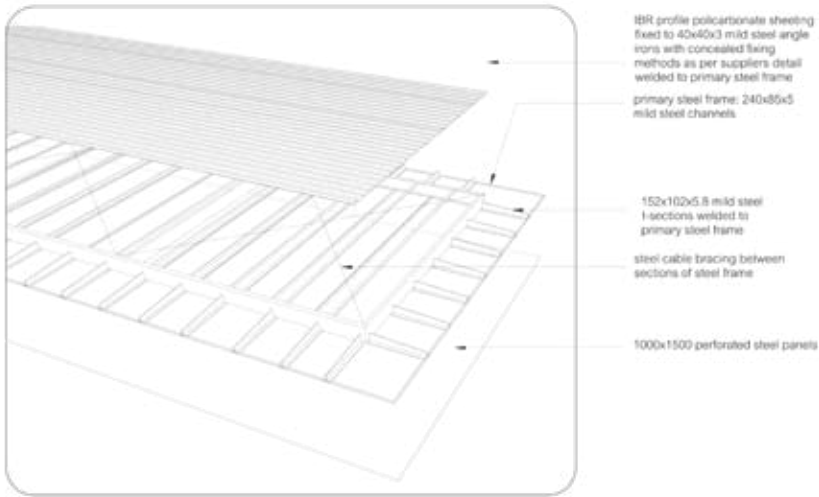 IBR profile policarbonate sheeting
fixed to 40x40x3 mild steel angle
irons with concealed fixing
methods as per suppliers detail
welded to primary steel frame
primary steel frame: 240x85x5
mild steel channels
152x102x5.8 mild steel
I-sections welded to
primary steel frame
steel cable bracing between
sections of steel frame
1000x1500 perforated steel panels